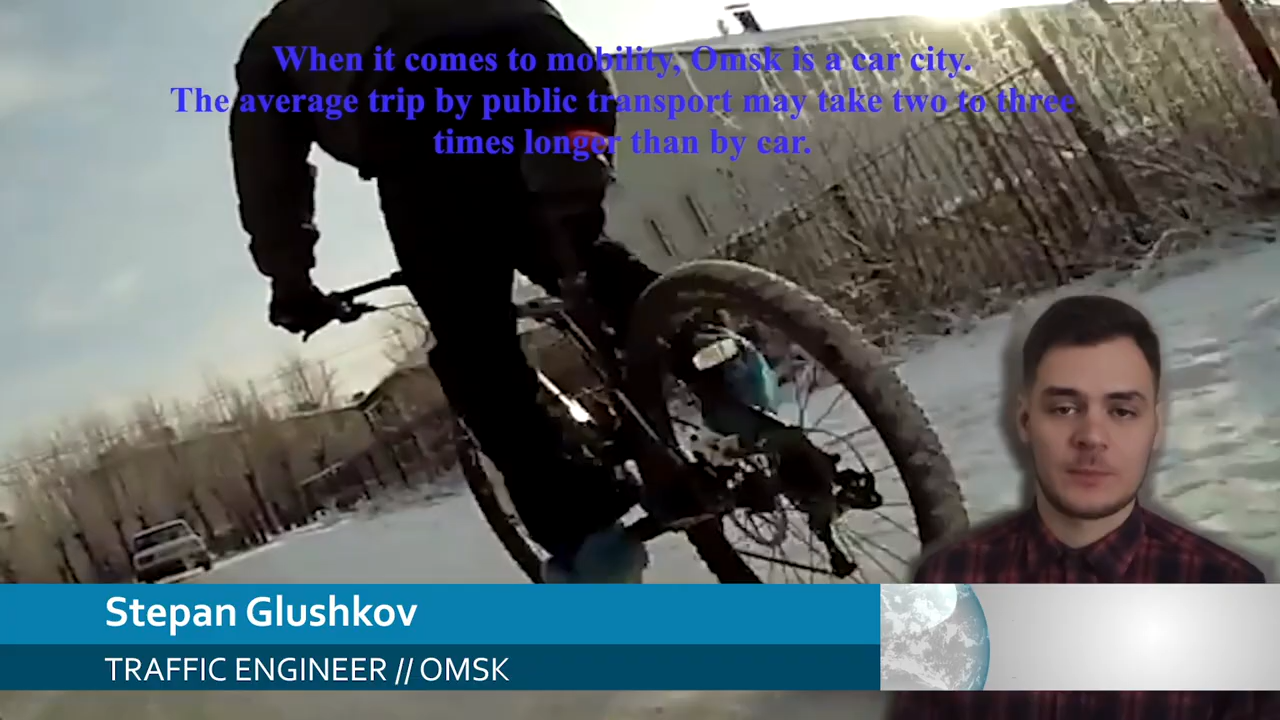 When it comes to mobility, Omsk is a car city.
The average trip by public transport may take two to three
times longer than by car.
Stepan Glushkov
TRAFFIC ENGINEER // OMSK